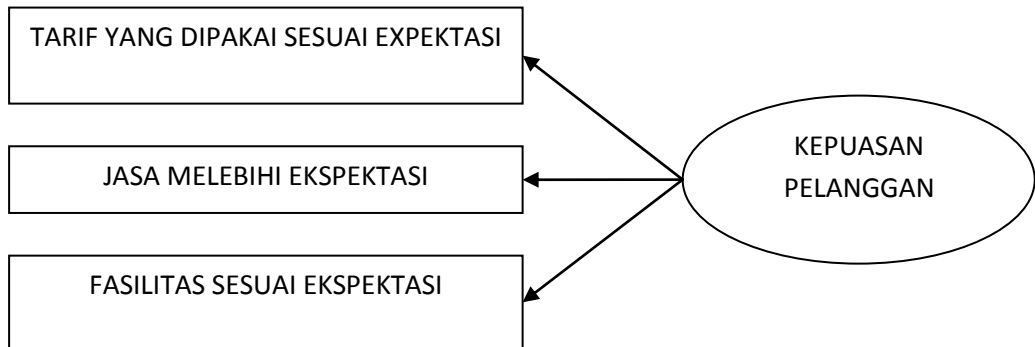 TARIF YANG DIPAKAI SESUAI EXPEKTASI
JASA MELEBIHI EKSPEKTASI
FASILITAS SESUAI EKSPEKTASI
KEPUASAN
PELANGGAN